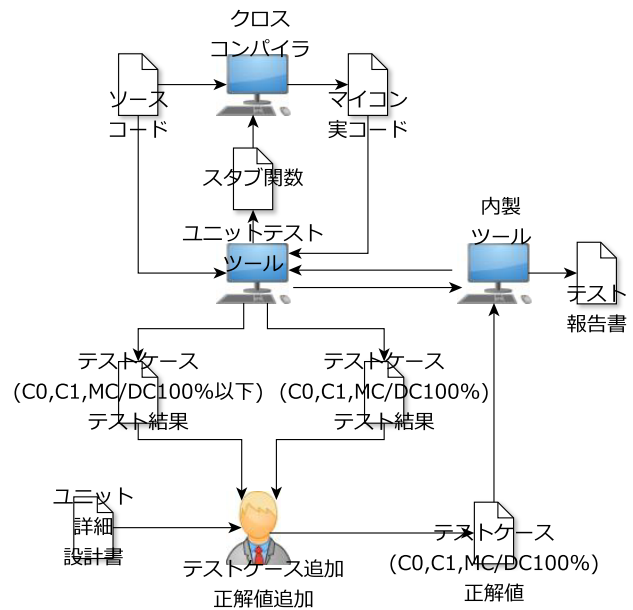 クロス
コンパイラ
ソース
コード
マイコン
実コード
スタブ関数
ユニットテスト
ツール
内製
ツール
テスト
報告書
テストケース
(C0,C1,MC/DC100%以下)
テスト結果
テストケース
(C0,C1,MC/DC100%)
テスト結果
ユニット
詳細
設計書
テストケース追加
正解値追加
テストケース
(C0,C1,MC/DC100%)
正解値